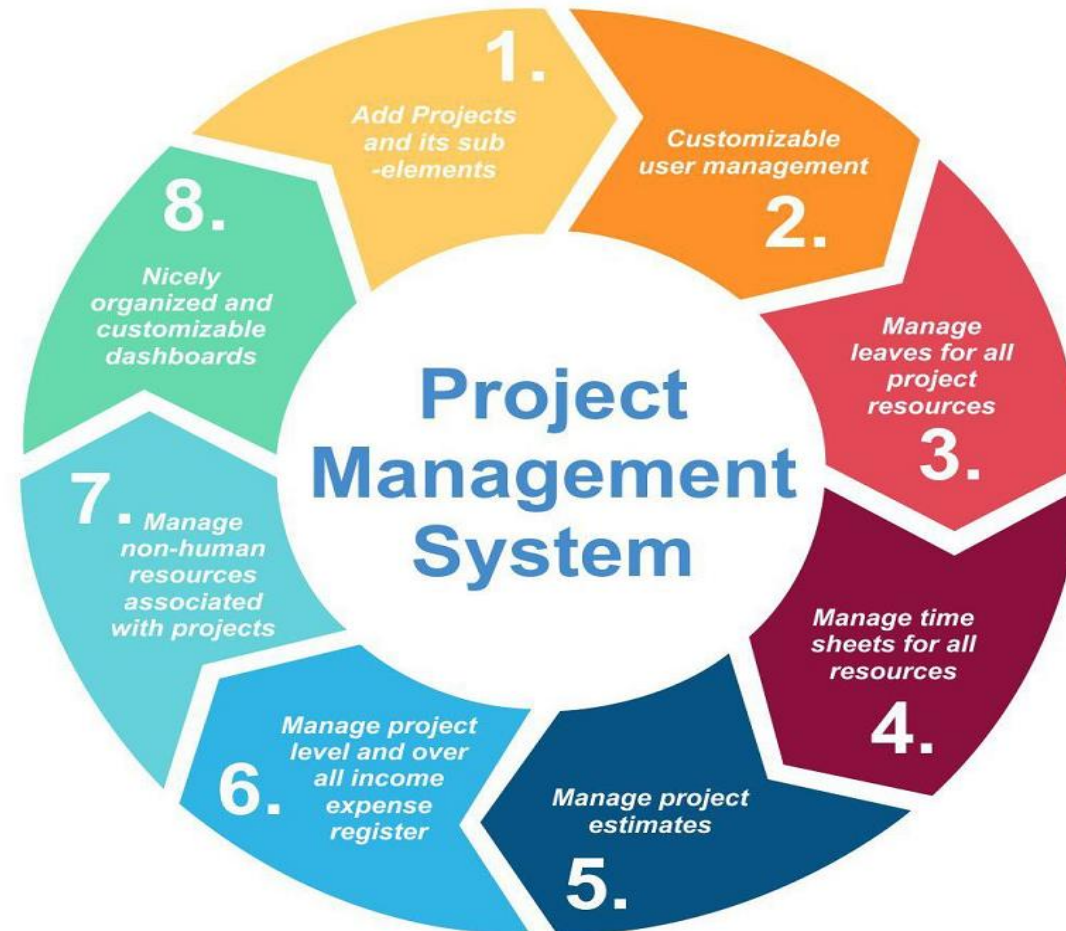 1.
Add Projects
and its sub
-elements
Customizable
user management
2.
Manage
leaves for all
project
resources
3.
Manage time
sheets for all
resources
4.
Manage project
estimates
5.
Manage project
level and over
all income
expense
register
6.
7.
Manage
non-human
resources
associated
with projects
8.
Nicely
organized and
customizable
dashboards
Project
Management
System